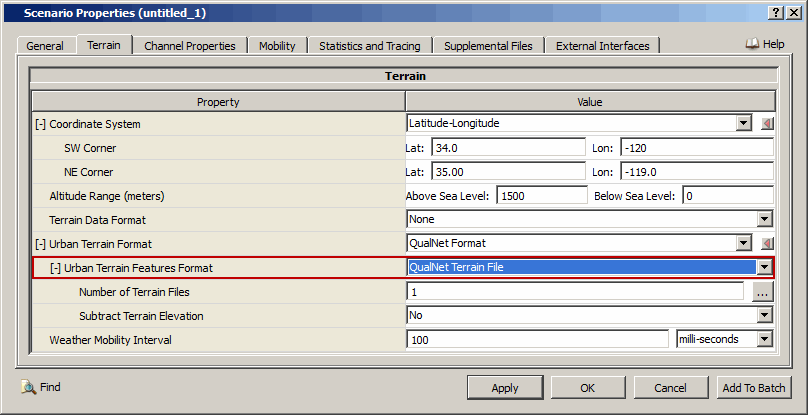 Scenario Properties (untitled_1)
General Terrain Channel Properties Mobility Statistics and Tracing Supplemental Files External Interfaces Help
Terrain
Property Value
[-] Coordinate System Latitude-Longitude
SW Corner Lat: 34.0 Lon: -120
NE Corner Lat: 35.00 Lon: -119.0
Altitude Range (meters) Above Sea Level: 1500 Below Sea Level: 0
Terrain Data Format None
[-] Urban Terrain Format QualNet Format
[-] Urban Terrain Features Format QualNet Terrain File
Number of Terrain Files 1 ...
Subtract Terrain Elevation No
Weather Mobility Interval 100 milli-seconds
Find Apply OK Cancel Add To Batch